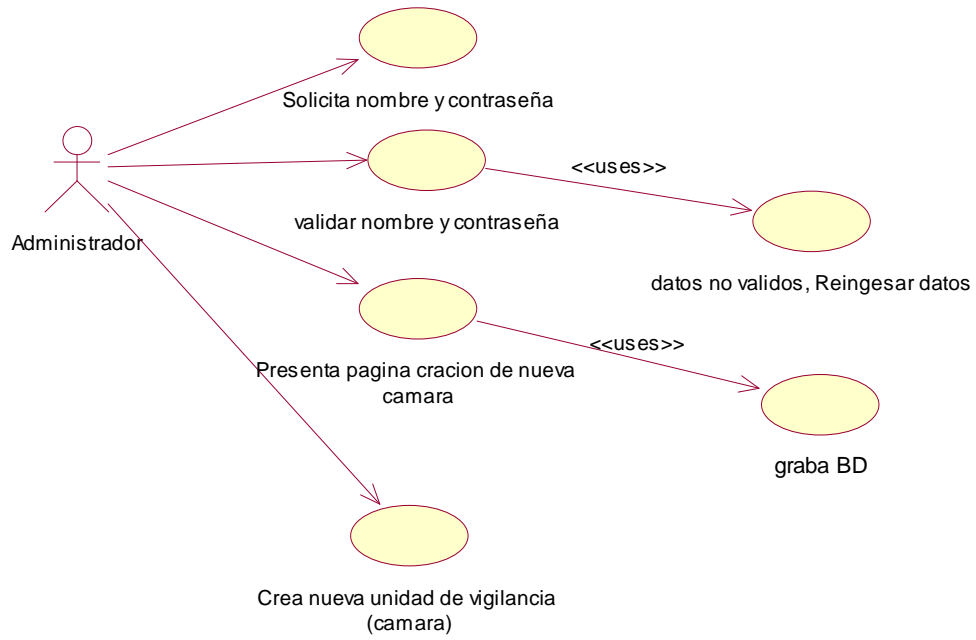 Solicita nombre y contraseña
<<uses>>
validar nombre y contraseña
Administrador
datos no validos, Reingesar datos
<<uses>>
Presenta pagina cracion de nueva
camara
graba BD
Crea nueva unidad de vigilancia
(camara)